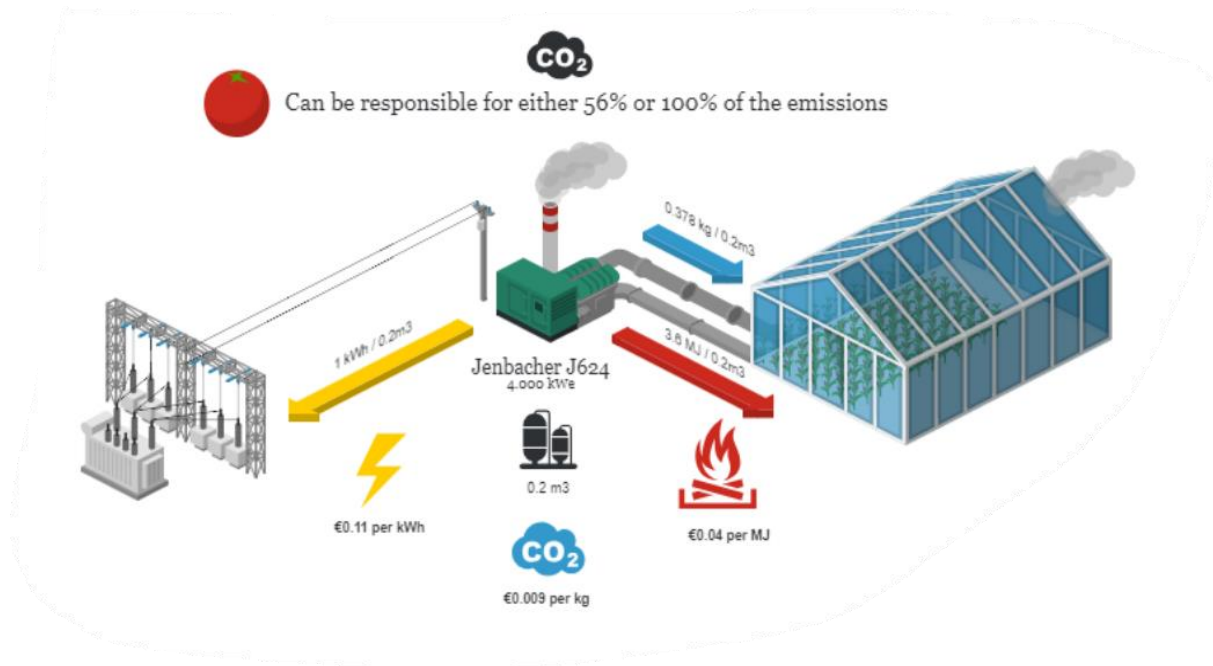 CO2
Can be responsible for either 56% or 100% of the emissions
0.378 kg / 0.2m3
1 kWh / 0.2m3
3.6 MJ / 0.2m3
Jenbacher J624
4.000 kWe
0.2 m3
€0.11 per kWh
€0.04 per MJ
CO2
€0.009 per kg